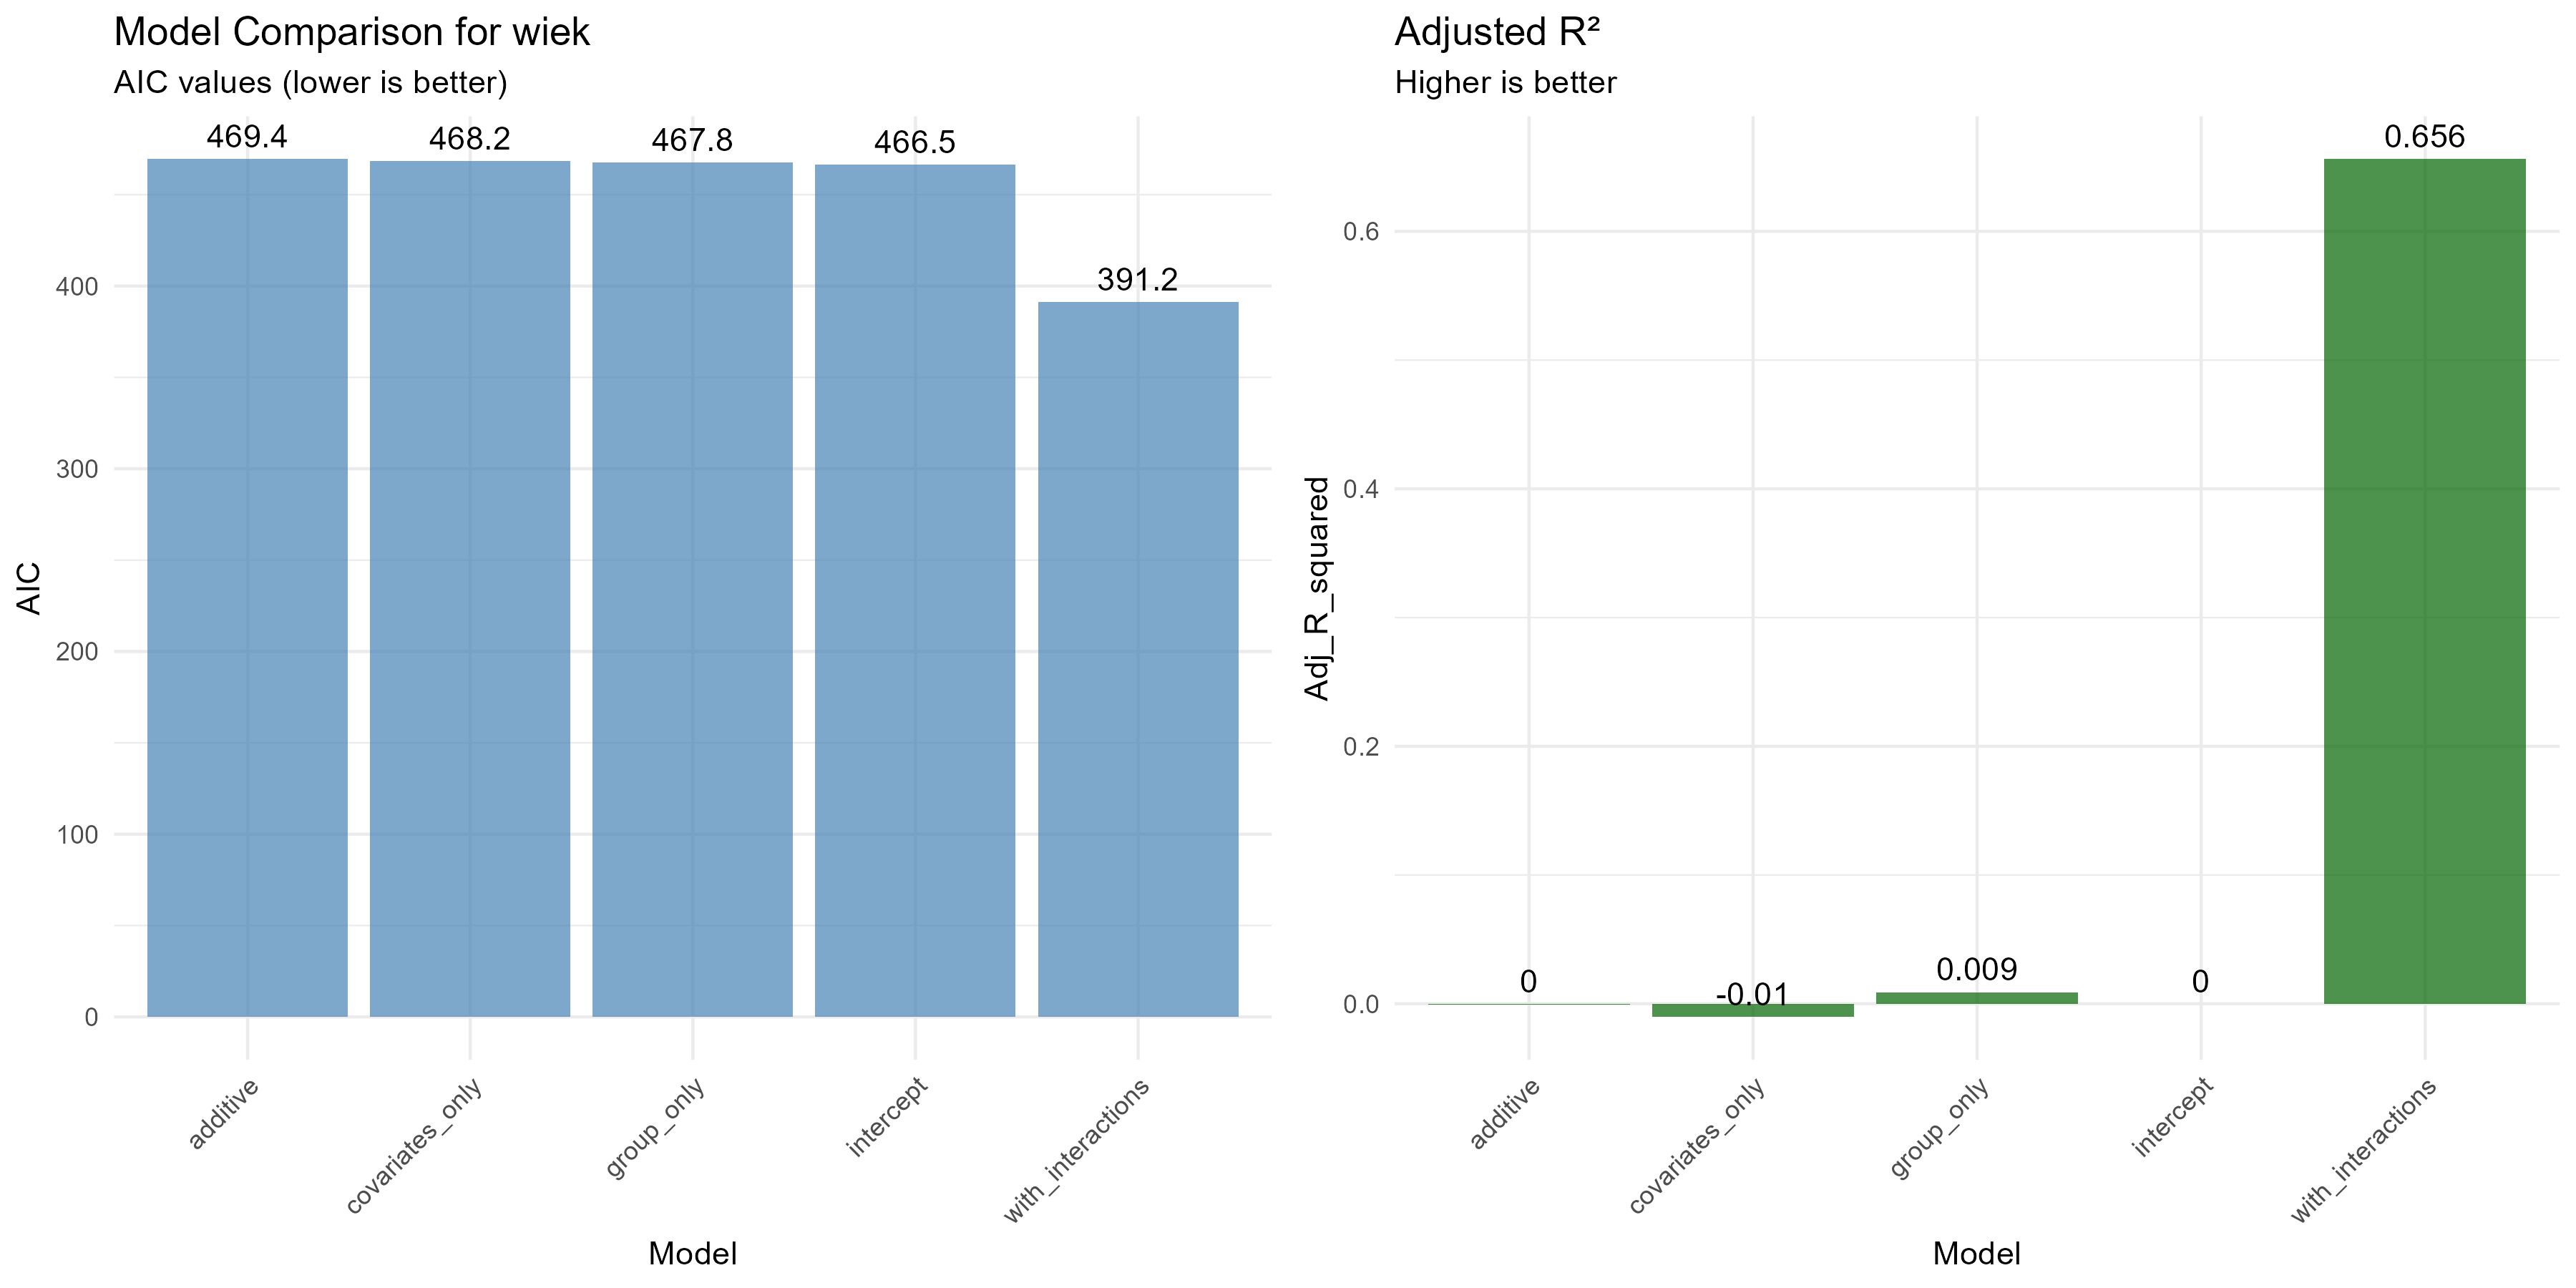 Model Comparison for wiek
AIC values (lower is better)
469.4
468.2
467.8
466.5
391.2
400
300
200
100
0
AIC
additive
covariates_only
group_only
intercept
with_interactions
Model
Adjusted R²
Higher is better
0.656
0
-0.01
0.009
0
0.6
0.4
0.2
0.0
Adj_R_squared
additive
covariates_only
group_only
intercept
with_interactions
Model